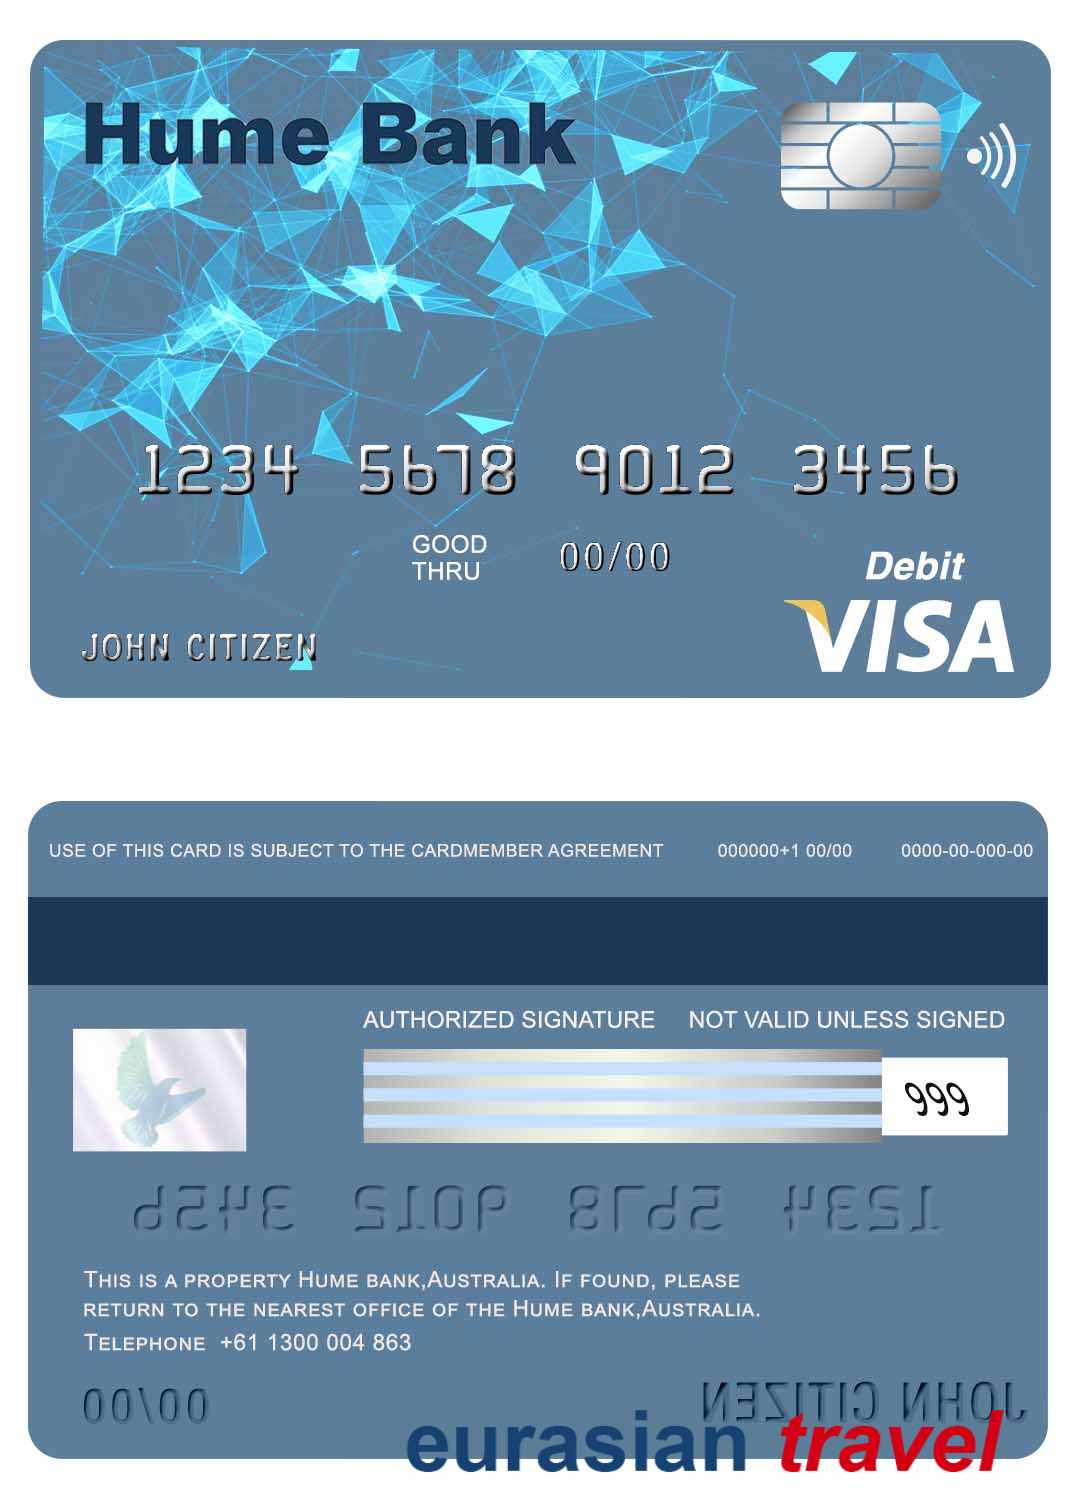 Hume Bank
1234 5678 9012 3456
GOOD
THRU
00/00
Debit
JOHN CITIZEN
VISA
USE OF THIS CARD IS SUBJECT TO THE CARDMEMBER AGREEMENT 000000+1 00/00 0000-00-000-00
AUTHORIZED SIGNATURE NOT VALID UNLESS SIGNED
999
1234 5678 9012 3456
THIS IS A PROPERTY HUME BANK,AUSTRALIA. IF FOUND, PLEASE
RETURN TO THE NEAREST OFFICE OF THE HUME BANK,AUSTRALIA.
TELEPHONE +61 1300 004 863
00/00
JOHN CITIZEN
eurasian travel